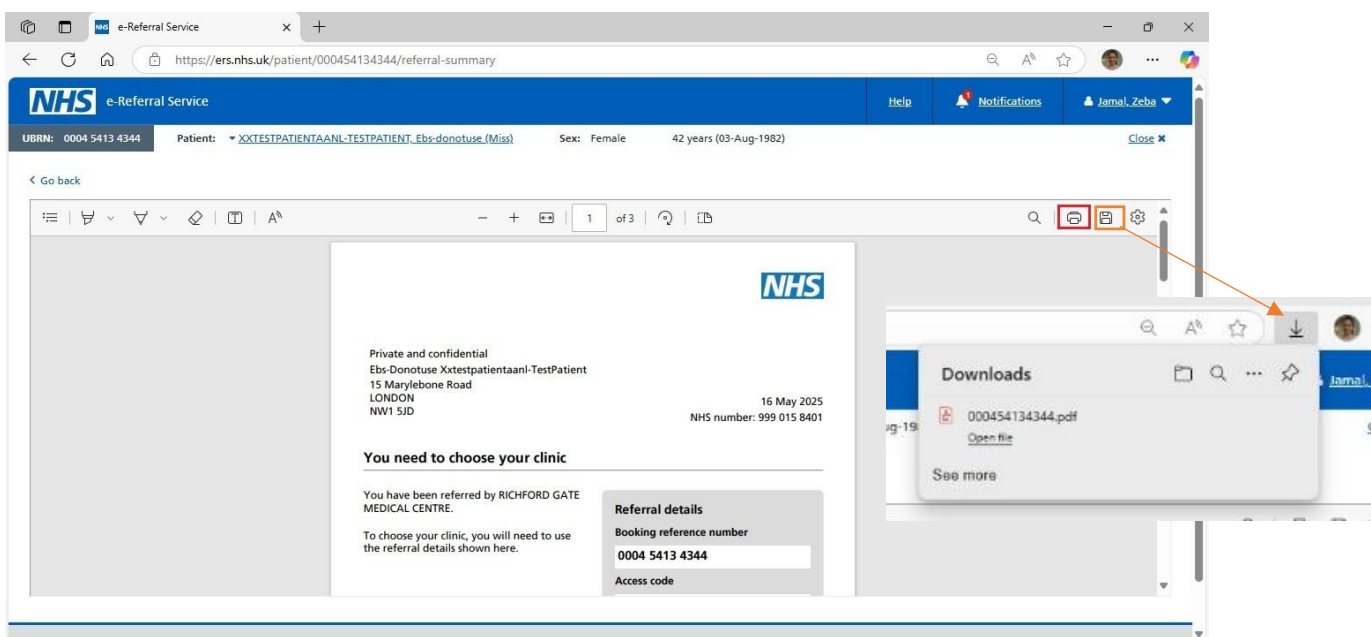 NHS e-Referral Service
https://ers.nhs.uk/patient/000454134344/referral-summary
NHS e-Referral Service Help Notifications Jamal, Zeba
UBRN: 0004 5413 4344 Patient: XXTESTPATIENTAANL-TESTPATIENT, Ebs-donotuse (Miss) Sex: Female 42 years (03-Aug-1982) Close
Go back
1 of 3
NHS
Private and confidential
Ebs-Donotuse Xxtestpatientaanl-TestPatient
15 Marylebone Road
LONDON
NW1 5JD
16 May 2025
NHS number: 999 015 8401
You need to choose your clinic
You have been referred by RICHFORD GATE
MEDICAL CENTRE.
To choose your clinic, you will need to use
the referral details shown here.
Referral details
Booking reference number
0004 5413 4344
Access code
Downloads
000454134344.pdf
Open file
See more
Jamal,
ug-19